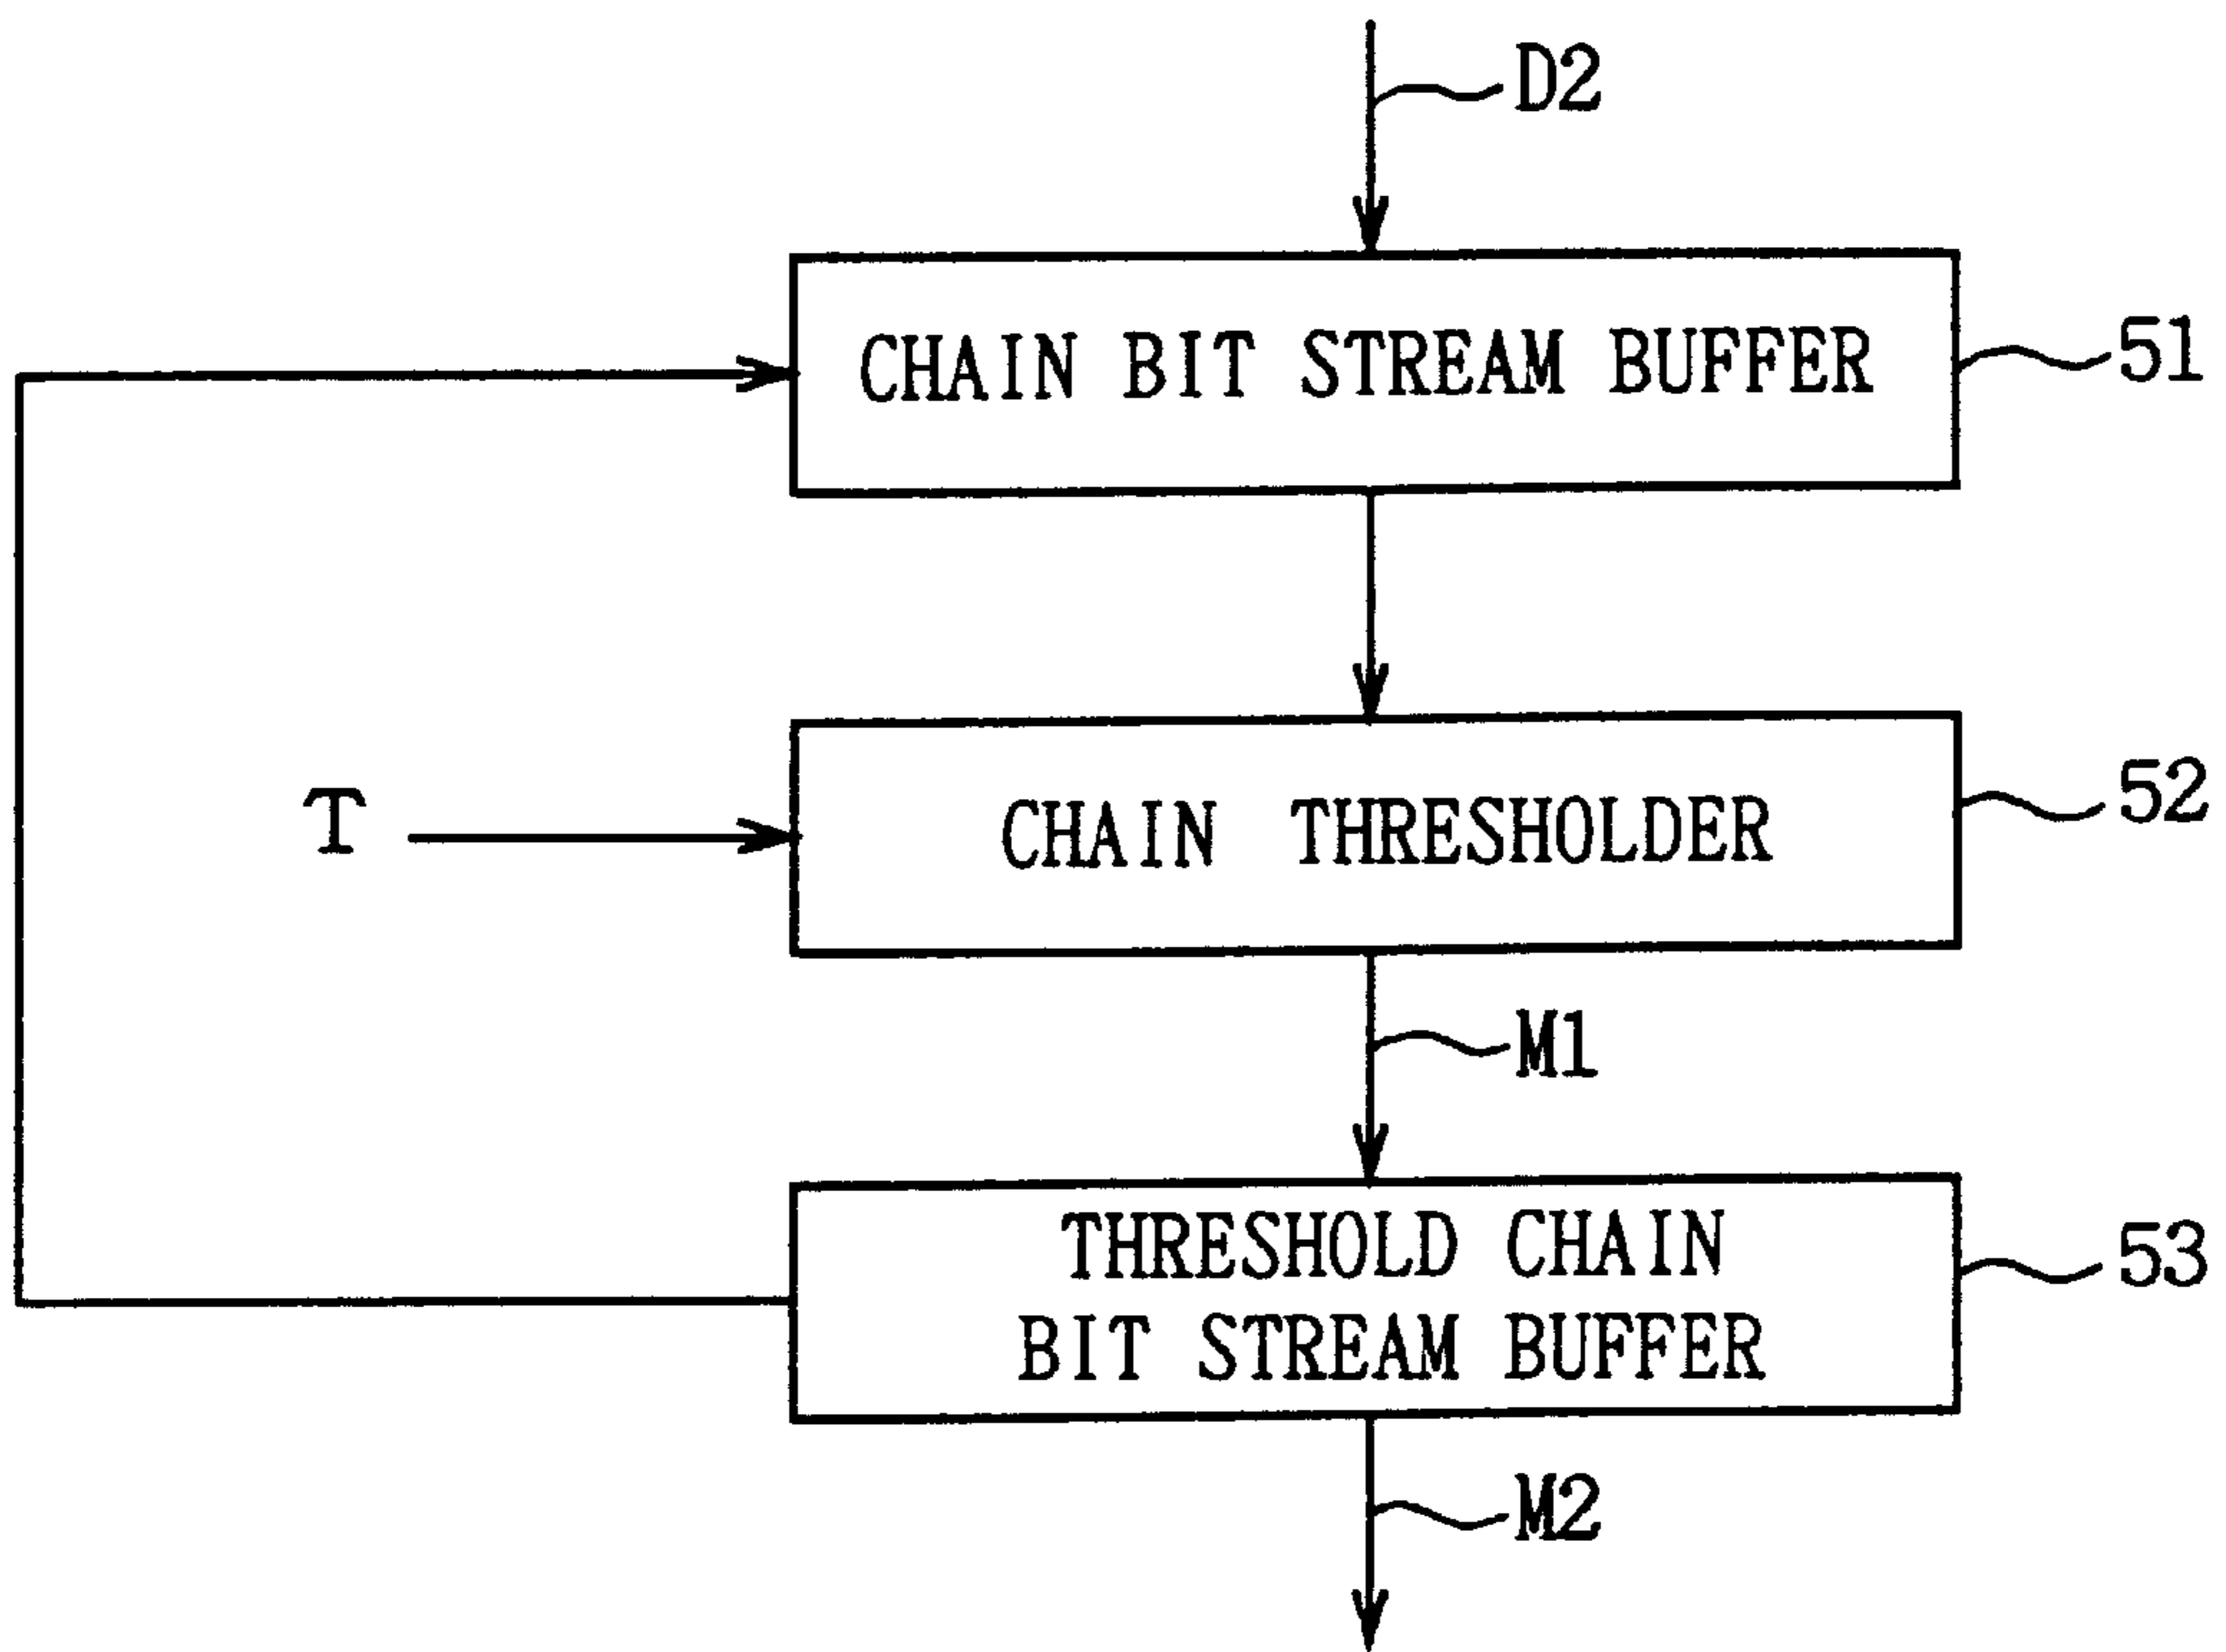 D2
CHAIN BIT STREAM BUFFER
51
T
CHAIN THRESHOLDER
52
M1
THRESHOLD CHAIN
BIT STREAM BUFFER
53
M2